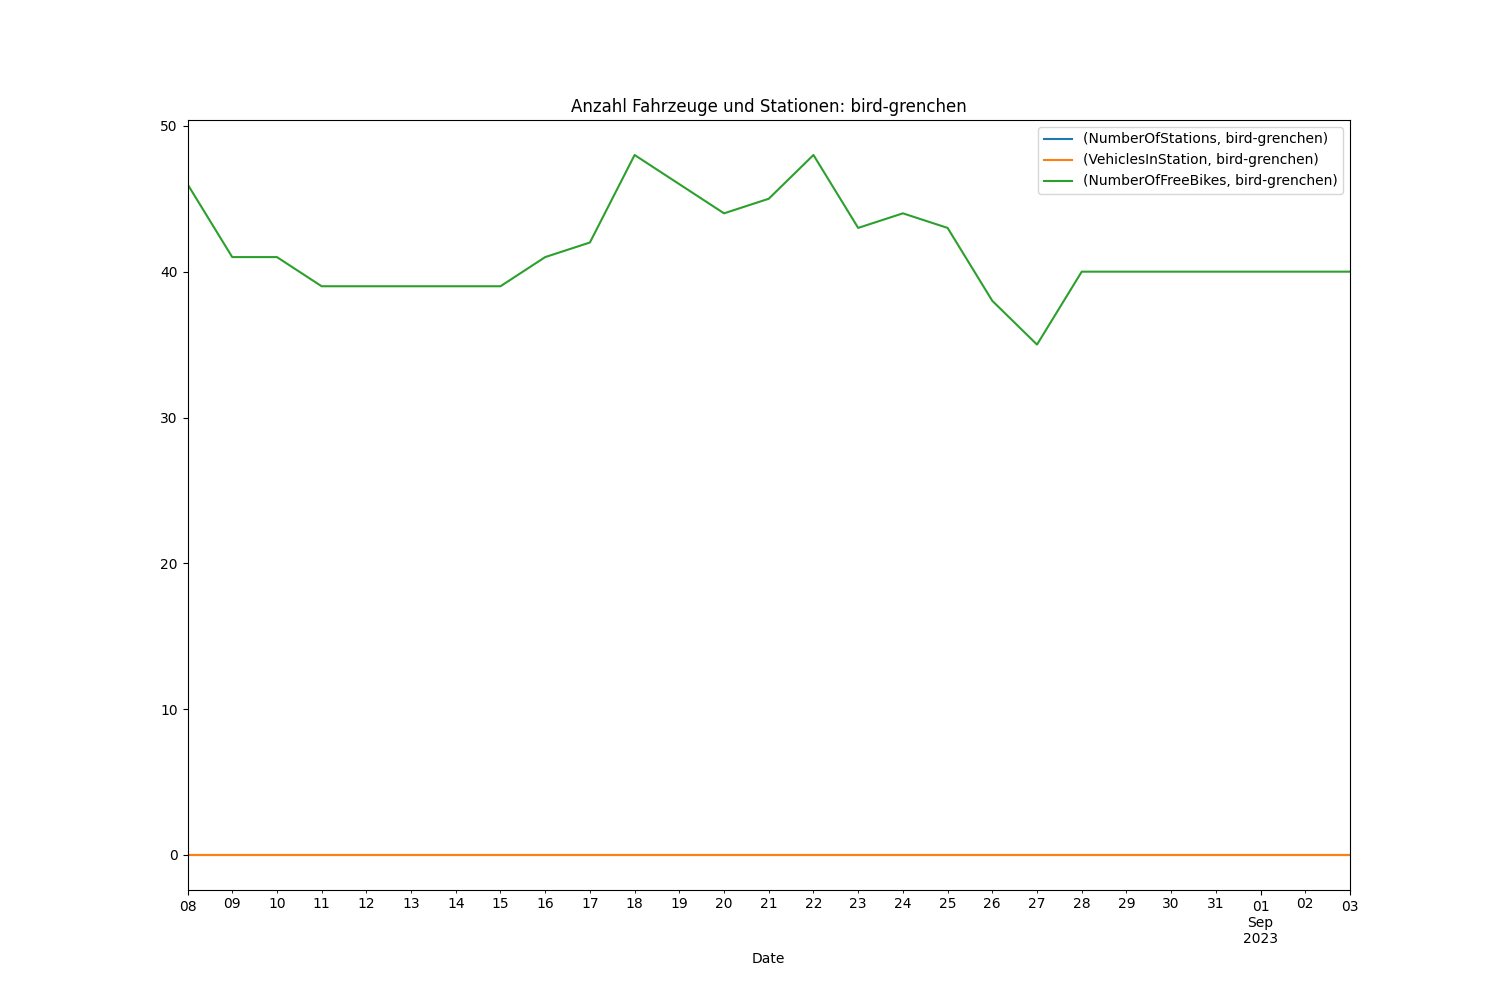 Anzahl Fahrzeuge und Stationen: bird-grenchen
(NumberOfStations, bird-grenchen)
(VehiclesInStation, bird-grenchen)
(NumberOfFreeBikes, bird-grenchen)
50
40
30
20
10
0
08 09 10 11 12 13 14 15 16 17 18 19 20 21 22 23 24 25 26 27 28 29 30 31 01 02 03
Sep
2023
Date